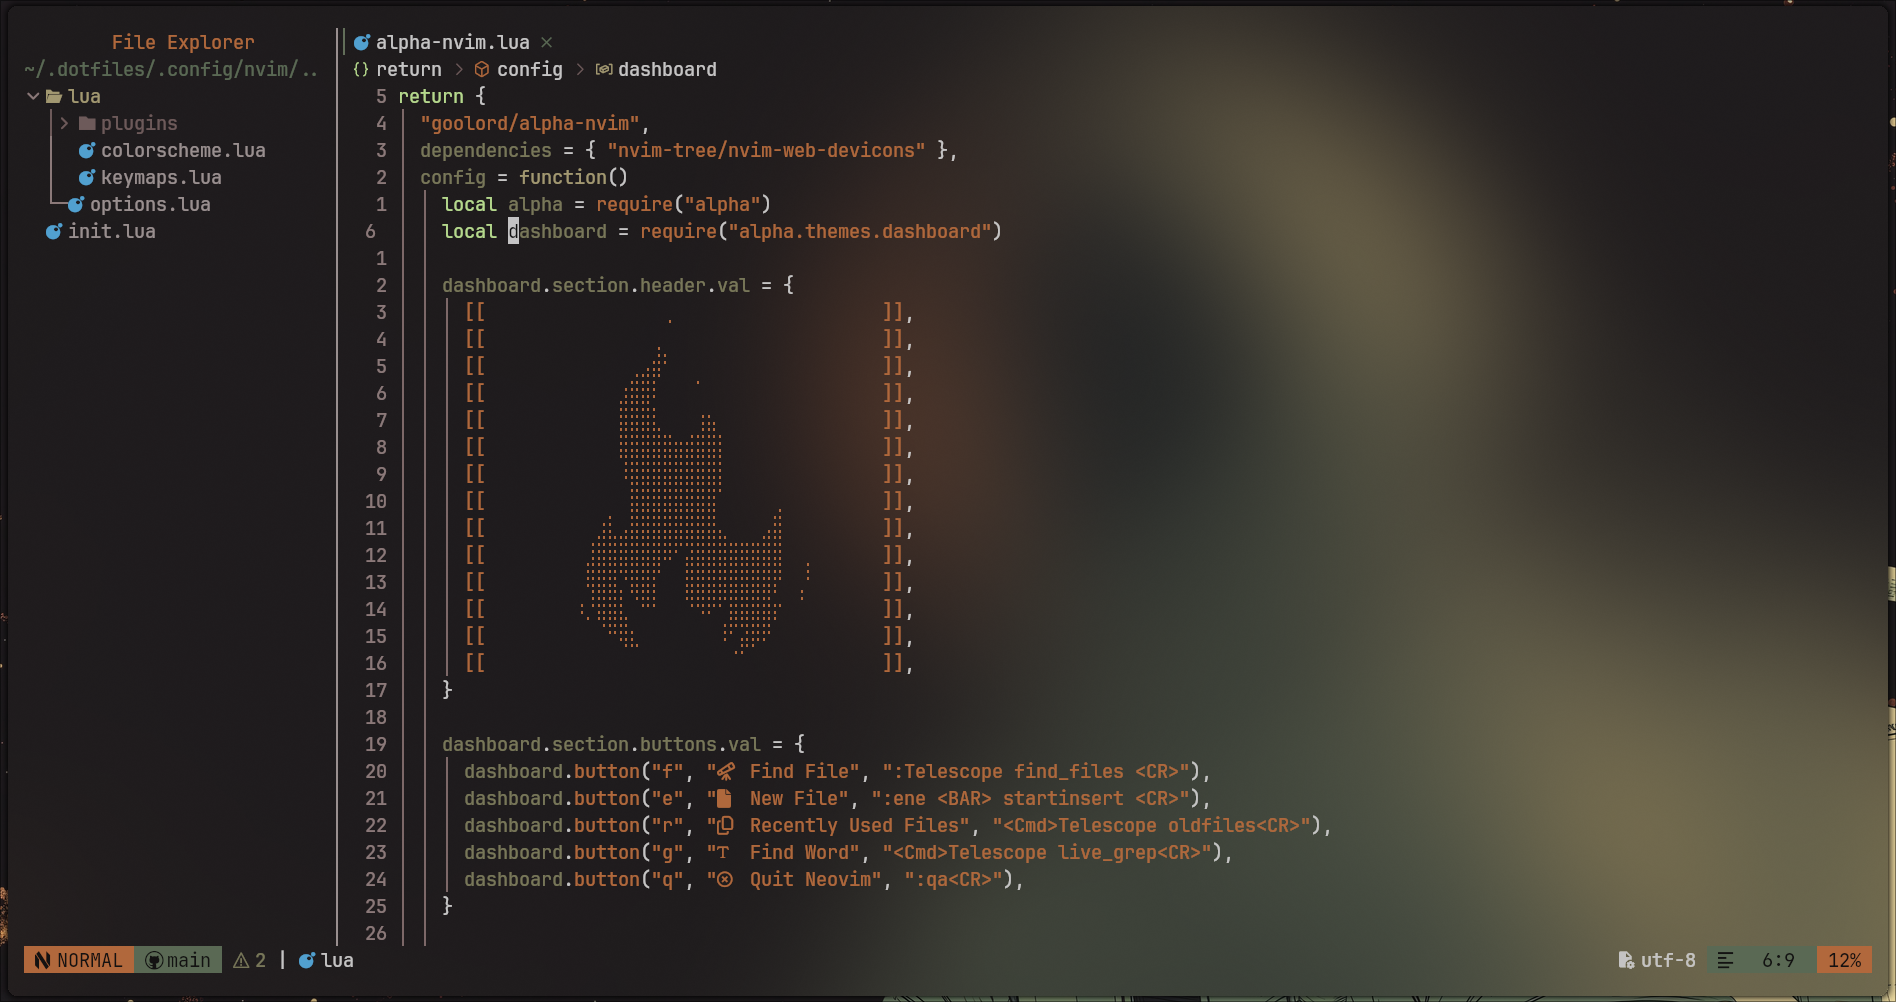 File Explorer
~/.dotfiles/.config/nvim/..
lua
plugins
colorscheme.lua
keymaps.lua
options.lua
init.lua
alpha-nvim.lua ×
{} return > config > dashboard
5 return {
4 "goolord/alpha-nvim",
3 dependencies = { "nvim-tree/nvim-web-devicons" },
2 config = function()
1 local alpha = require("alpha")
6 local dashboard = require("alpha.themes.dashboard")
1
2 dashboard.section.header.val = {
3 [[ ]],
4 [[ ]],
5 [[ ]],
6 [[ ]],
7 [[ ]],
8 [[ ]],
9 [[ ]],
10 [[ ]],
11 [[ ]],
12 [[ ]],
13 [[ ]],
14 [[ ]],
15 [[ ]],
16 [[ ]],
17 }
18
19 dashboard.section.buttons.val = {
20 dashboard.button("f", " Find File", ":Telescope find_files <CR>"),
21 dashboard.button("e", " New File", ":ene <BAR> startinsert <CR>"),
22 dashboard.button("r", " Recently Used Files", "<Cmd>Telescope oldfiles<CR>"),
23 dashboard.button("g", " Find Word", "<Cmd>Telescope live_grep<CR>"),
24 dashboard.button("q", " Quit Neovim", ":qa<CR>"),
25 }
26
NORMAL main 2 | lua utf-8 6:9 12%